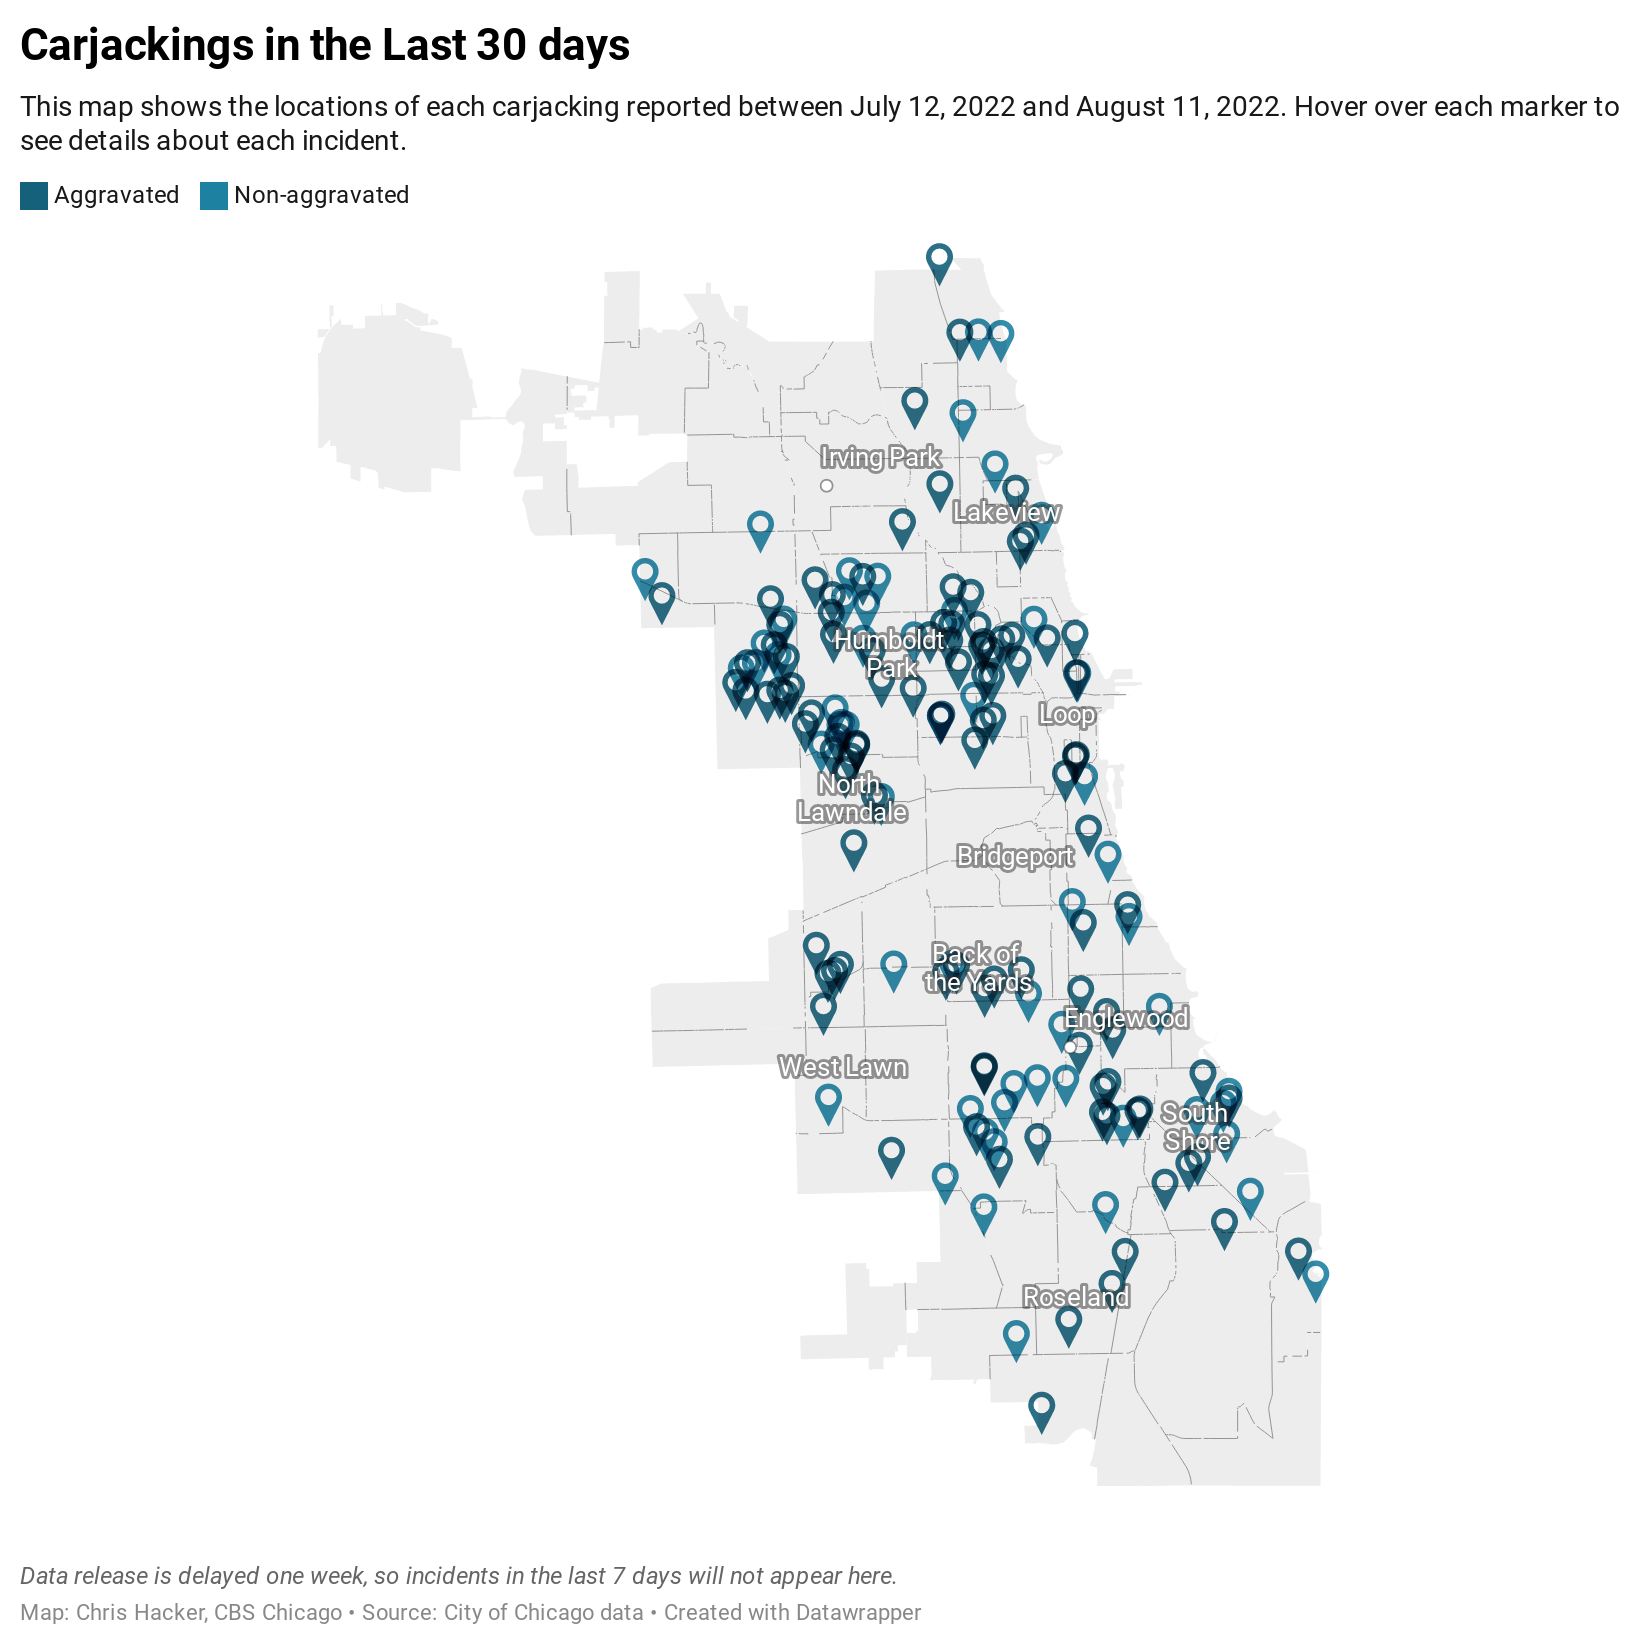 Carjackings in the Last 30 days
This map shows the locations of each carjacking reported between July 12, 2022 and August 11, 2022. Hover over each marker to
see details about each incident.
Aggravated Non-aggravated
Irving Park
Lakeview
Humboldt
Park
Loop
North
Lawndale
Bridgeport
Back of
the Yards
Englewood
West Lawn
South
Shore
Roseland
Data release is delayed one week, so incidents in the last 7 days will not appear here.
Map: Chris Hacker, CBS Chicago • Source: City of Chicago data • Created with Datawrapper